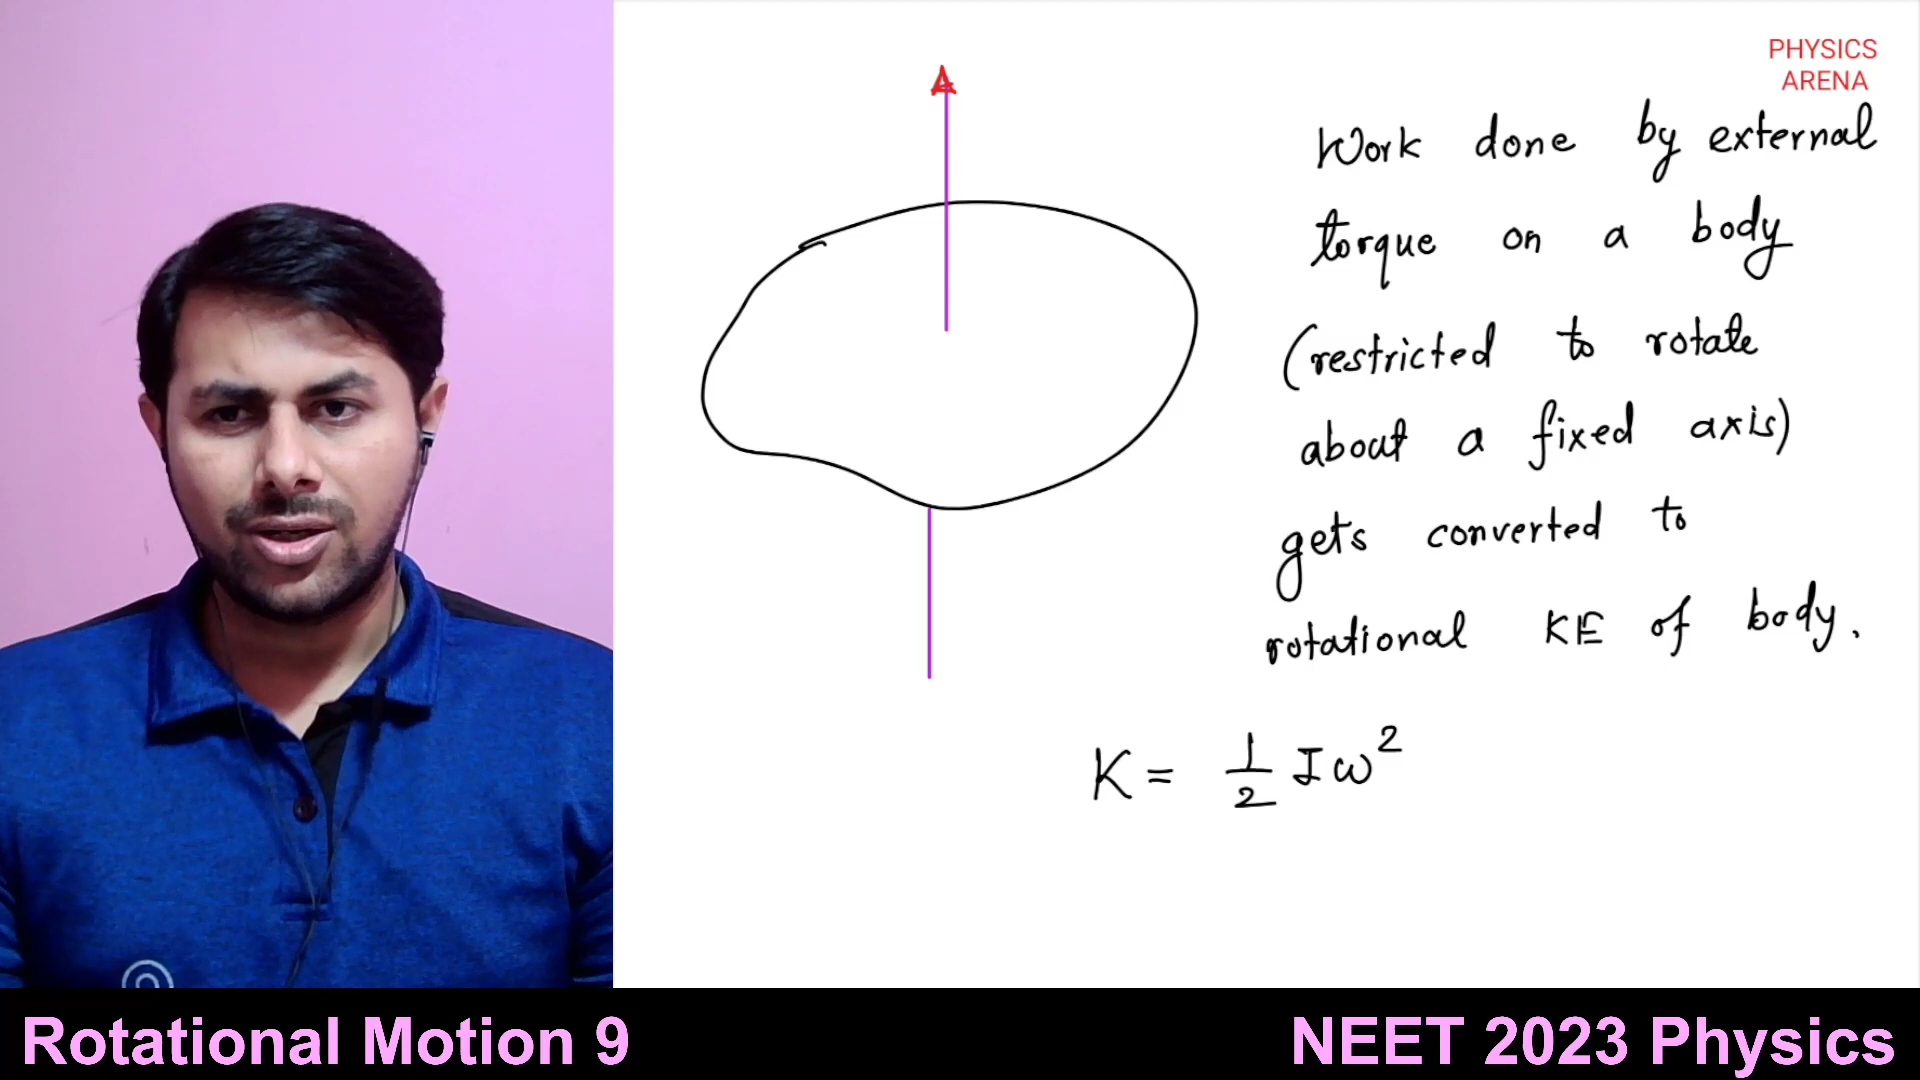 PHYSICS
ARENA
Work done by external
torque on a body
(restricted to rotate
about a fixed axis)
gets converted to
rotational KE of body.
K = 1/2 Iω²
Rotational Motion 9
NEET 2023 Physics